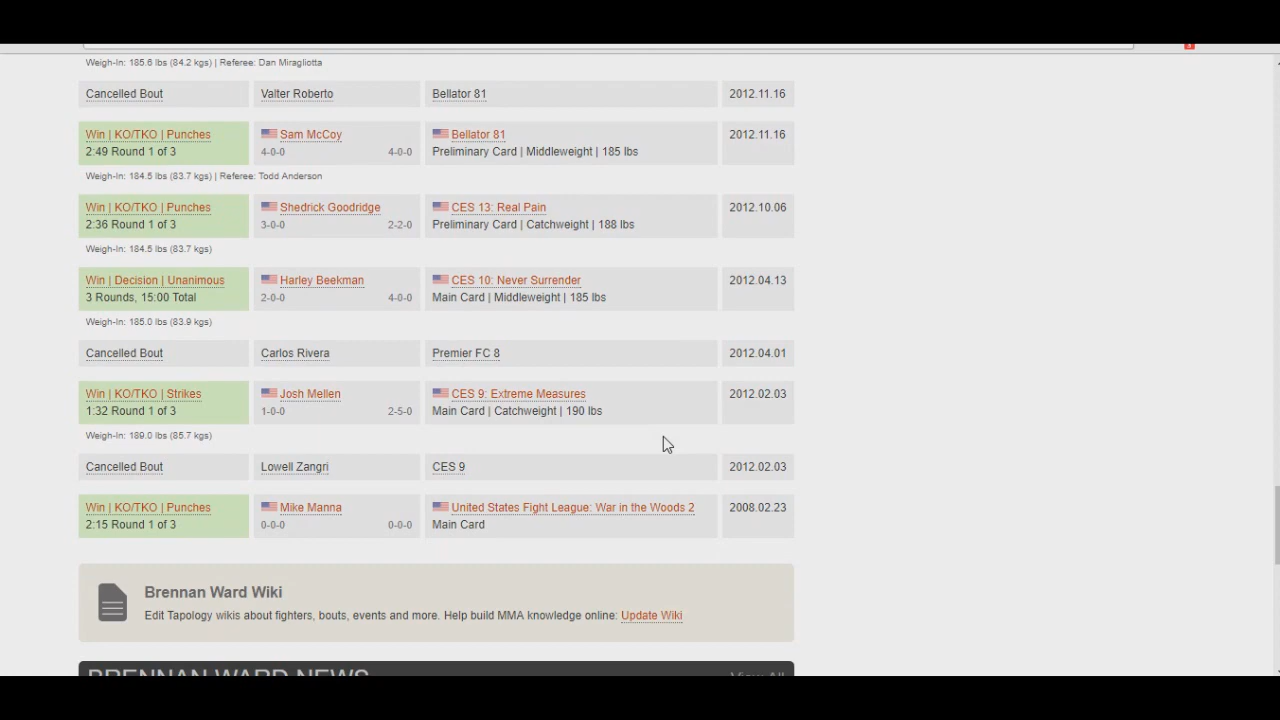 3
Weigh-In: 185.6 lbs (84.2 kgs) | Referee: Dan Miragliotta
Cancelled Bout Valter Roberto Bellator 81 2012.11.16
Win | KO/TKO | Punches Sam McCoy Bellator 81 2012.11.16
2:49 Round 1 of 3 4-0-0 4-0-0 Preliminary Card | Middleweight | 185 lbs
Weigh-In: 184.5 lbs (83.7 kgs) | Referee: Todd Anderson
Win | KO/TKO | Punches Shedrick Goodridge CES 13: Real Pain 2012.10.06
2:36 Round 1 of 3 3-0-0 2-2-0 Preliminary Card | Catchweight | 188 lbs
Weigh-In: 184.5 lbs (83.7 kgs)
Win | Decision | Unanimous Harley Beekman CES 10: Never Surrender 2012.04.13
3 Rounds, 15:00 Total 2-0-0 4-0-0 Main Card | Middleweight | 185 lbs
Weigh-In: 185.0 lbs (83.9 kgs)
Cancelled Bout Carlos Rivera Premier FC 8 2012.04.01
Win | KO/TKO | Strikes Josh Mellen CES 9: Extreme Measures 2012.02.03
1:32 Round 1 of 3 1-0-0 2-5-0 Main Card | Catchweight | 190 lbs
Weigh-In: 189.0 lbs (85.7 kgs)
Cancelled Bout Lowell Zangri CES 9 2012.02.03
Win | KO/TKO | Punches Mike Manna United States Fight League: War in the Woods 2 2008.02.23
2:15 Round 1 of 3 0-0-0 0-0-0 Main Card
Brennan Ward Wiki
Edit Tapology wikis about fighters, bouts, events and more. Help build MMA knowledge online: Update Wiki
BRENNAN WARD NEWS View All